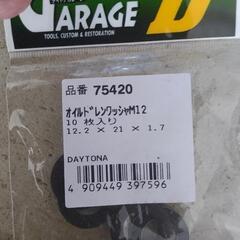 GARAGE D
TOOLS, CUSTOM & RESTORATION
品番 75420
ｵｲﾙﾄﾞﾚﾝﾜｯｼｬM12
10 枚入り
12.2 × 21 × 1.7
DAYTONA
4 909449 397596